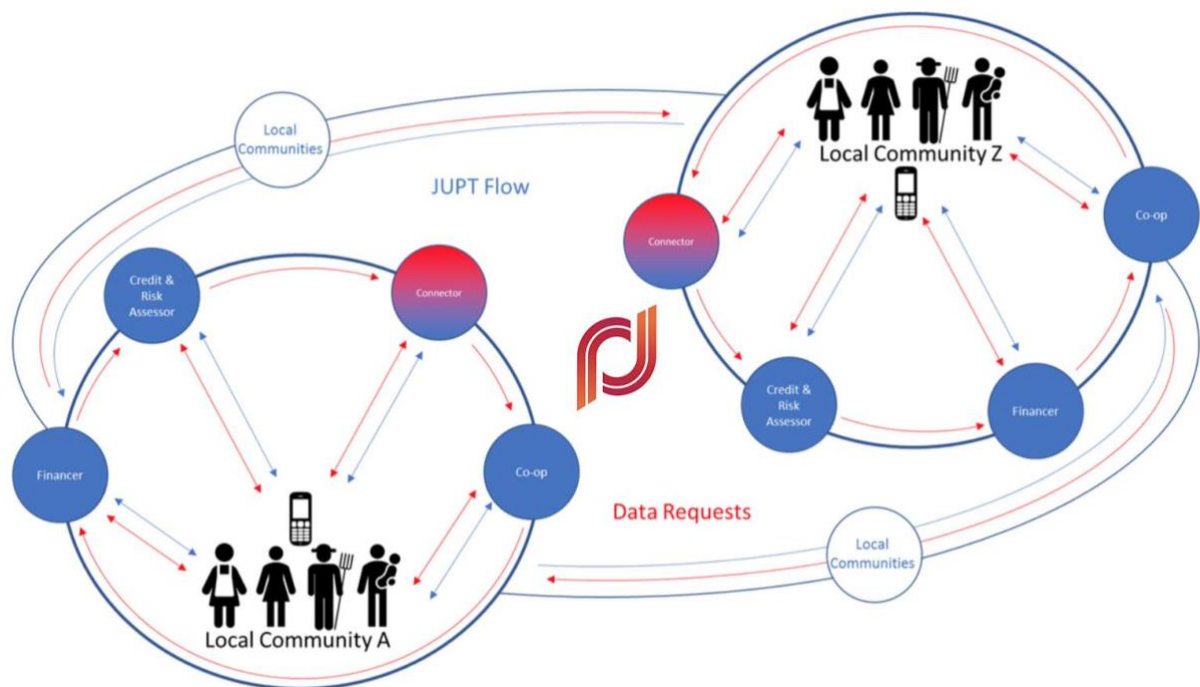 Local
Communities
JUPT Flow
Local Community Z
Connector
Co-op
Credit &
Risk
Assessor
Financer
Credit &
Risk
Assessor
Connector
Financer
Co-op
Local Community A
Data Requests
Local
Communities